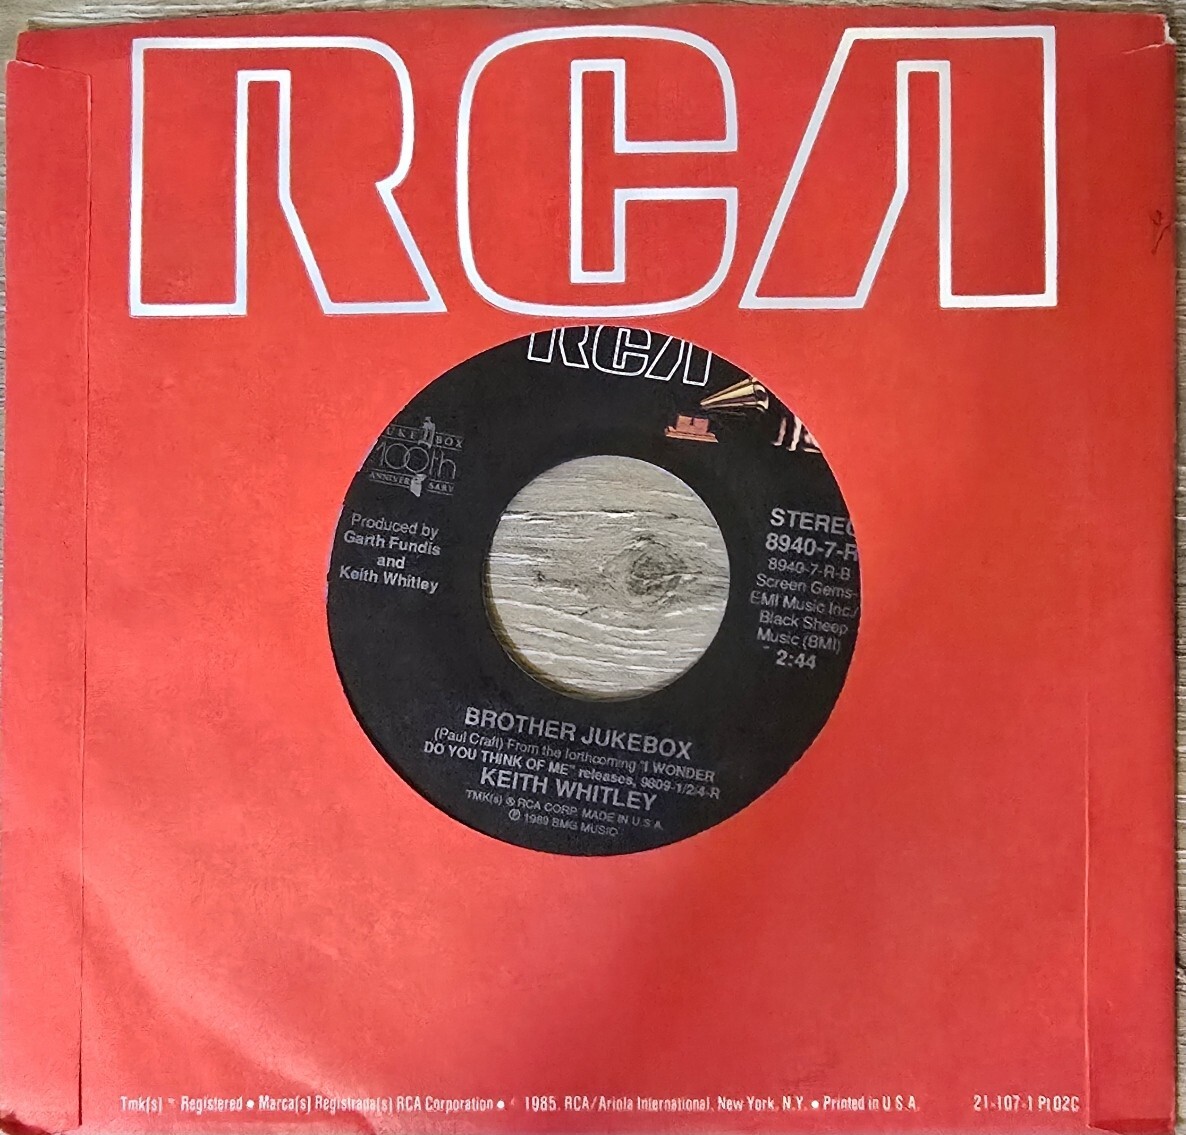 RCA
RCA
JUKE BOX
100th
ANNIVERSARY
Produced by
Garth Fundis
and
Keith Whitley
STEREO
8940-7-R
8940-7-R-B
Screen Gems-
EMI Music Inc./
Black Sheep
Music (BMI)
2:44
BROTHER JUKEBOX
(Paul Craft) From the forthcoming "I WONDER
DO YOU THINK OF ME" releases, 9809-1/2/4-R
KEITH WHITLEY
TMK(s) ® RCA CORP. MADE IN U.S.A.
℗ 1989 BMG MUSIC
Tmk(s) ® Registered • Marca(s) Registrada(s) RCA Corporation • 1985. RCA/Ariola International, New York, N.Y. • Printed in U.S.A. 21-107-1 Pt 02C